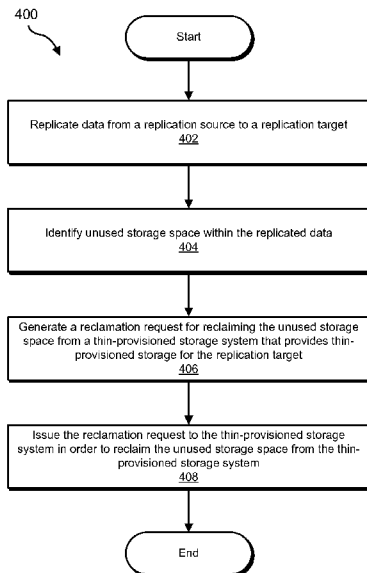 400
Start
Replicate data from a replication source to a replication target
402
Identify unused storage space within the replicated data
404
Generate a reclamation request for reclaiming the unused storage
space from a thin-provisioned storage system that provides thin-
provisioned storage for the replication target
406
Issue the reclamation request to the thin-provisioned storage
system in order to reclaim the unused storage space from the thin-
provisioned storage system
408
End